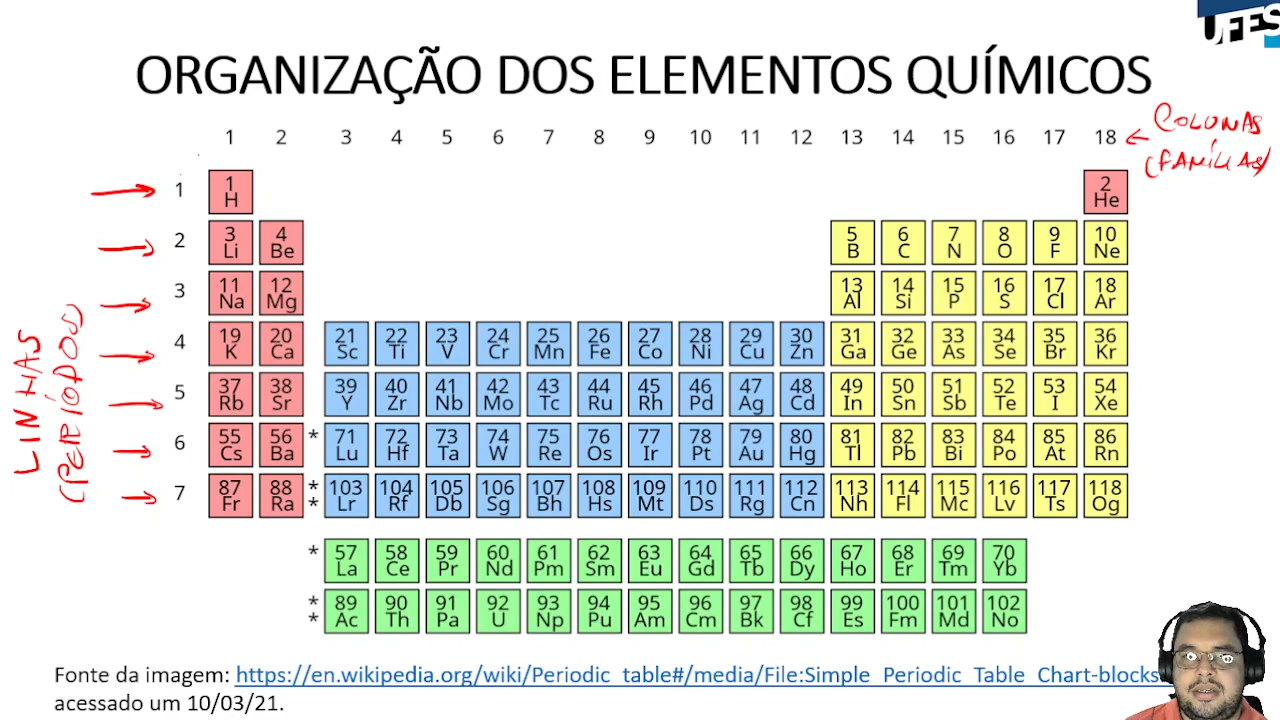 UFES
ORGANIZAÇÃO DOS ELEMENTOS QUÍMICOS
1 2 3 4 5 6 7 8 9 10 11 12 13 14 15 16 17 18
← COLUNAS
(FAMÍLIAS)
LINHAS
(PERÍODOS)
1
1 2
H He
2
3 4 5 6 7 8 9 10
Li Be B C N O F Ne
3
11 12 13 14 15 16 17 18
Na Mg Al Si P S Cl Ar
4
19 20 21 22 23 24 25 26 27 28 29 30 31 32 33 34 35 36
K Ca Sc Ti V Cr Mn Fe Co Ni Cu Zn Ga Ge As Se Br Kr
5
37 38 39 40 41 42 43 44 45 46 47 48 49 50 51 52 53 54
Rb Sr Y Zr Nb Mo Tc Ru Rh Pd Ag Cd In Sn Sb Te I Xe
6
55 56 * 71 72 73 74 75 76 77 78 79 80 81 82 83 84 85 86
Cs Ba Lu Hf Ta W Re Os Ir Pt Au Hg Tl Pb Bi Po At Rn
7
87 88 * 103 104 105 106 107 108 109 110 111 112 113 114 115 116 117 118
Fr Ra * Lr Rf Db Sg Bh Hs Mt Ds Rg Cn Nh Fl Mc Lv Ts Og
* 57 58 59 60 61 62 63 64 65 66 67 68 69 70
La Ce Pr Nd Pm Sm Eu Gd Tb Dy Ho Er Tm Yb
* 89 90 91 92 93 94 95 96 97 98 99 100 101 102
* Ac Th Pa U Np Pu Am Cm Bk Cf Es Fm Md No
Fonte da imagem: https://en.wikipedia.org/wiki/Periodic_table#/media/File:Simple_Periodic_Table_Chart-blocks
acessado um 10/03/21.